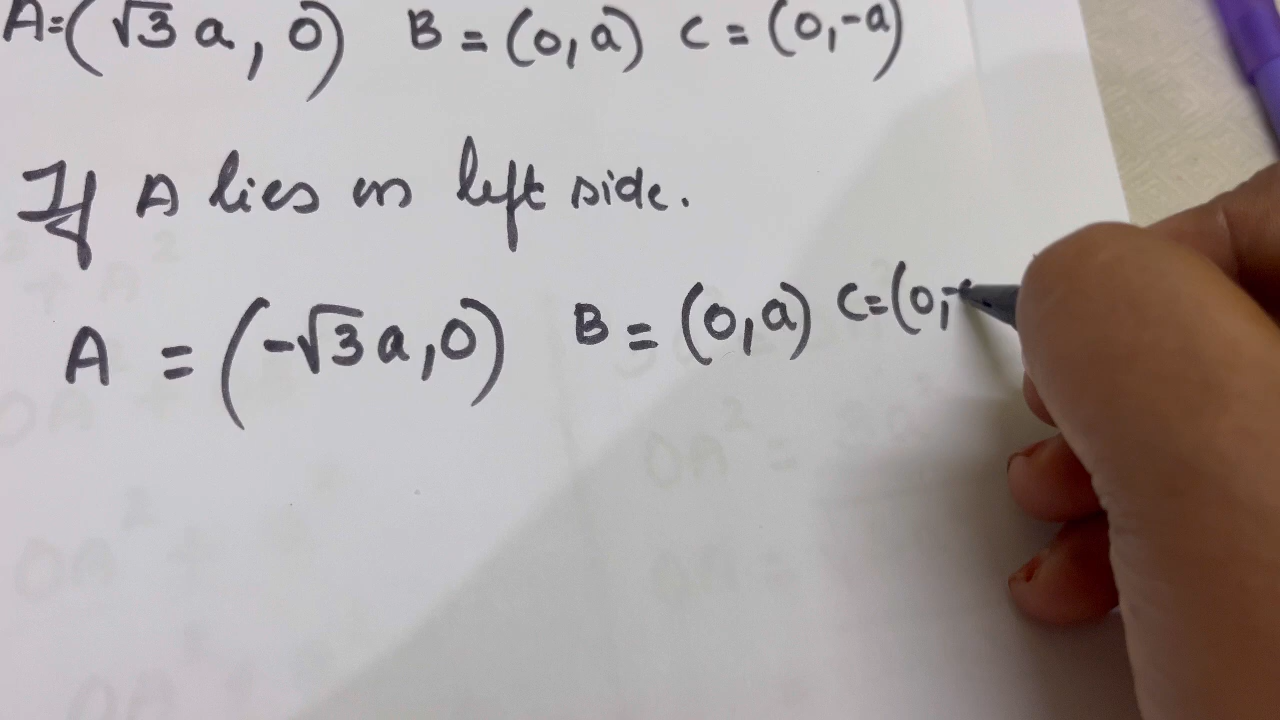 A=(√3 a, 0) B = (0, a) C = (0, -a)
If A lies on left side.
A = (-√3 a, 0) B = (0, a) C = (0, -